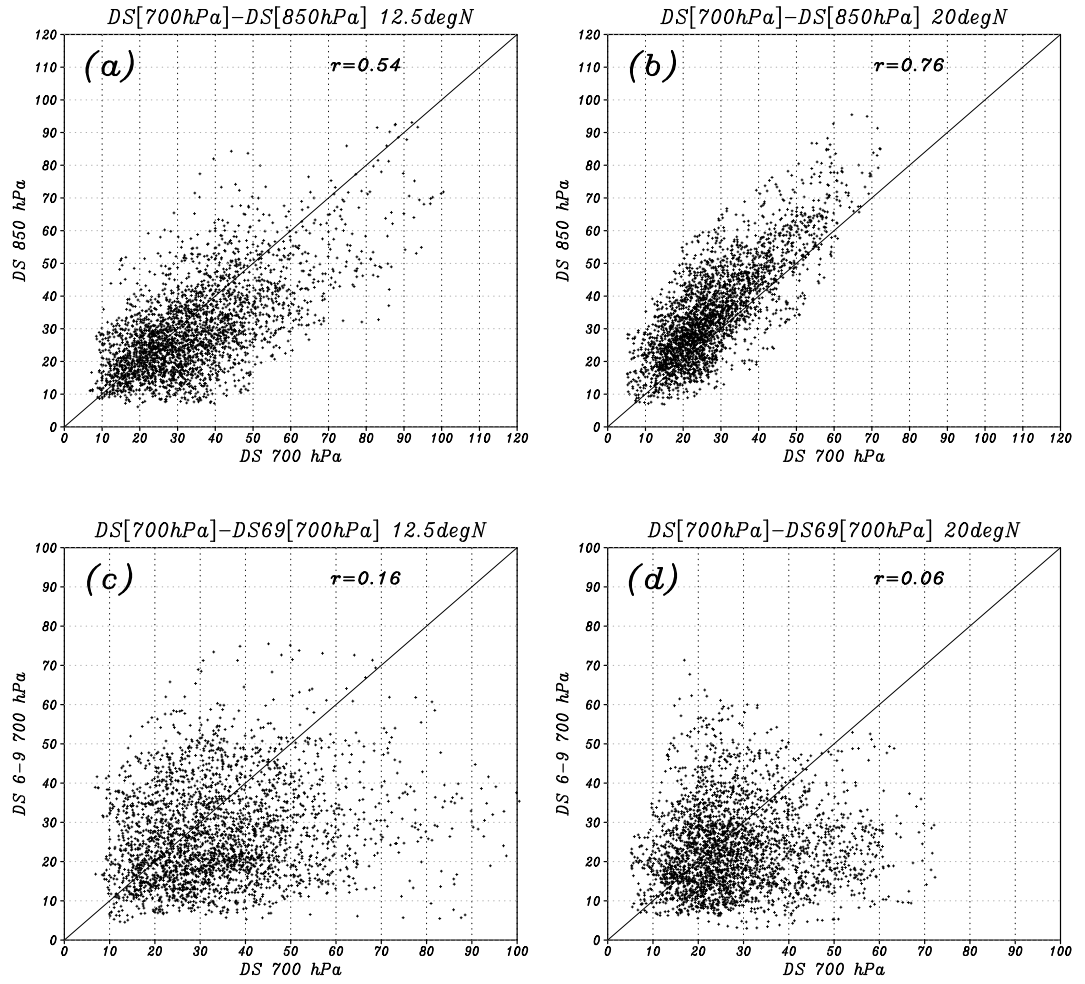 DS[700hPa]-DS[850hPa] 12.5degN
(a)
r=0.54
120
110
100
90
80
70
60
50
40
30
20
10
0
DS 850 hPa
0 10 20 30 40 50 60 70 80 90 100 110 120
DS 700 hPa
DS[700hPa]-DS[850hPa] 20degN
(b)
r=0.76
120
110
100
90
80
70
60
50
40
30
20
10
0
DS 850 hPa
0 10 20 30 40 50 60 70 80 90 100 110 120
DS 700 hPa
DS[700hPa]-DS69[700hPa] 12.5degN
(c)
r=0.16
100
90
80
70
60
50
40
30
20
10
0
DS 6-9 700 hPa
0 10 20 30 40 50 60 70 80 90 100
DS 700 hPa
DS[700hPa]-DS69[700hPa] 20degN
(d)
r=0.06
100
90
80
70
60
50
40
30
20
10
0
DS 6-9 700 hPa
0 10 20 30 40 50 60 70 80 90 100
DS 700 hPa